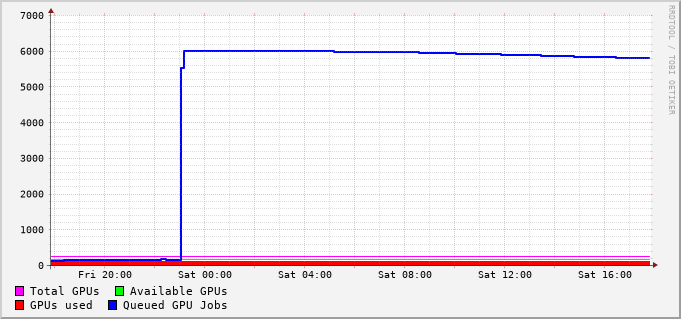 7000
6000
5000
4000
3000
2000
1000
0
Fri 20:00 Sat 00:00 Sat 04:00 Sat 08:00 Sat 12:00 Sat 16:00
Total GPUs Available GPUs
GPUs used Queued GPU Jobs
RRDTOOL / TOBI OETIKER